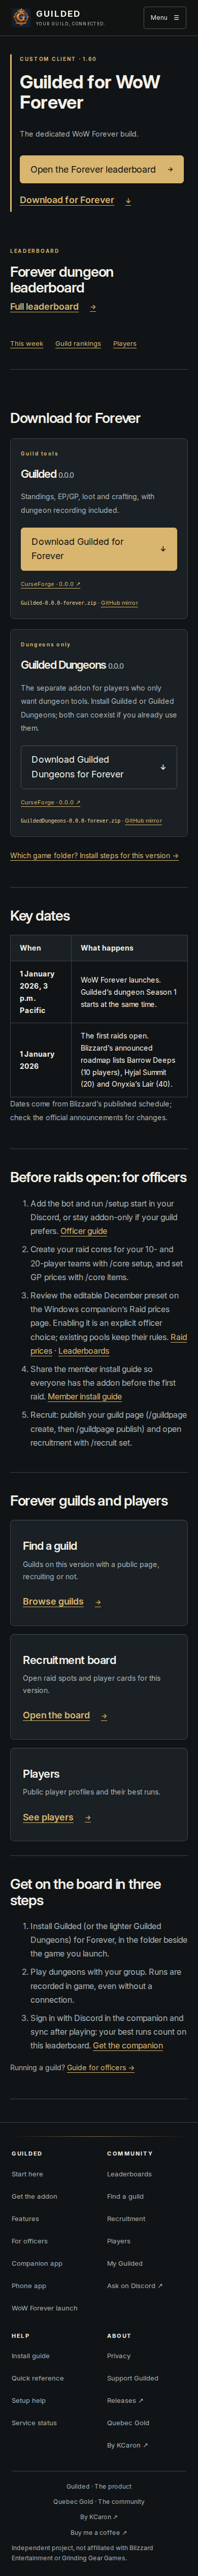 GUILDED
YOUR GUILD, CONNECTED.
Menu ☰
CUSTOM CLIENT · 1.60
Guilded for WoW
Forever
The dedicated WoW Forever build.
Open the Forever leaderboard →
Download for Forever ↓
LEADERBOARD
Forever dungeon
leaderboard
Full leaderboard →
This week Guild rankings Players
Download for Forever
Guild tools
Guilded 0.0.0
Standings, EP/GP, loot and crafting, with
dungeon recording included.
Download Guilded for
Forever ↓
CurseForge · 0.0.0 ↗
Guilded-0.0.0-forever.zip · GitHub mirror
Dungeons only
Guilded Dungeons 0.0.0
The separate addon for players who only
want dungeon tools. Install Guilded or Guilded
Dungeons; both can coexist if you already use
them.
Download Guilded
Dungeons for Forever ↓
CurseForge · 0.0.0 ↗
GuildedDungeons-0.0.0-forever.zip · GitHub mirror
Which game folder? Install steps for this version →
Key dates
When What happens
1 January
2026, 3
p.m.
Pacific
WoW Forever launches.
Guilded's dungeon Season 1
starts at the same time.
1 January
2026
The first raids open.
Blizzard's announced
roadmap lists Barrow Deeps
(10 players), Hyjal Summit
(20) and Onyxia's Lair (40).
Dates come from Blizzard's published schedule;
check the official announcements for changes.
Before raids open: for officers
1. Add the bot and run /setup start in your
Discord, or stay addon-only if your guild
prefers. Officer guide
2. Create your raid cores for your 10- and
20-player teams with /core setup, and set
GP prices with /core items.
3. Review the editable December preset on
the Windows companion's Raid prices
page. Enabling it is an explicit officer
choice; existing pools keep their rules. Raid
prices · Leaderboards
4. Share the member install guide so
everyone has the addon before the first
raid. Member install guide
5. Recruit: publish your guild page (/guildpage
create, then /guildpage publish) and open
recruitment with /recruit set.
Forever guilds and players
Find a guild
Guilds on this version with a public page,
recruiting or not.
Browse guilds →
Recruitment board
Open raid spots and player cards for this
version.
Open the board →
Players
Public player profiles and their best runs.
See players →
Get on the board in three
steps
1. Install Guilded (or the lighter Guilded
Dungeons) for Forever, in the folder beside
the game you launch.
2. Play dungeons with your group. Runs are
recorded in game, even without a
connection.
3. Sign in with Discord in the companion and
sync after playing: your best runs count on
this leaderboard. Get the companion
Running a guild? Guide for officers →
GUILDED
Start here
Get the addon
Features
For officers
Companion app
Phone app
WoW Forever launch
COMMUNITY
Leaderboards
Find a guild
Recruitment
Players
My Guilded
Ask on Discord ↗
HELP
Install guide
Quick reference
Setup help
Service status
ABOUT
Privacy
Support Guilded
Releases ↗
Quebec Gold
By KCaron ↗
Guilded · The product
Quebec Gold · The community
By KCaron ↗
Buy me a coffee ↗
Independent project, not affiliated with Blizzard
Entertainment or Grinding Gear Games.